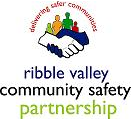 delivering safer communities
ribble valley
community safety
partnership